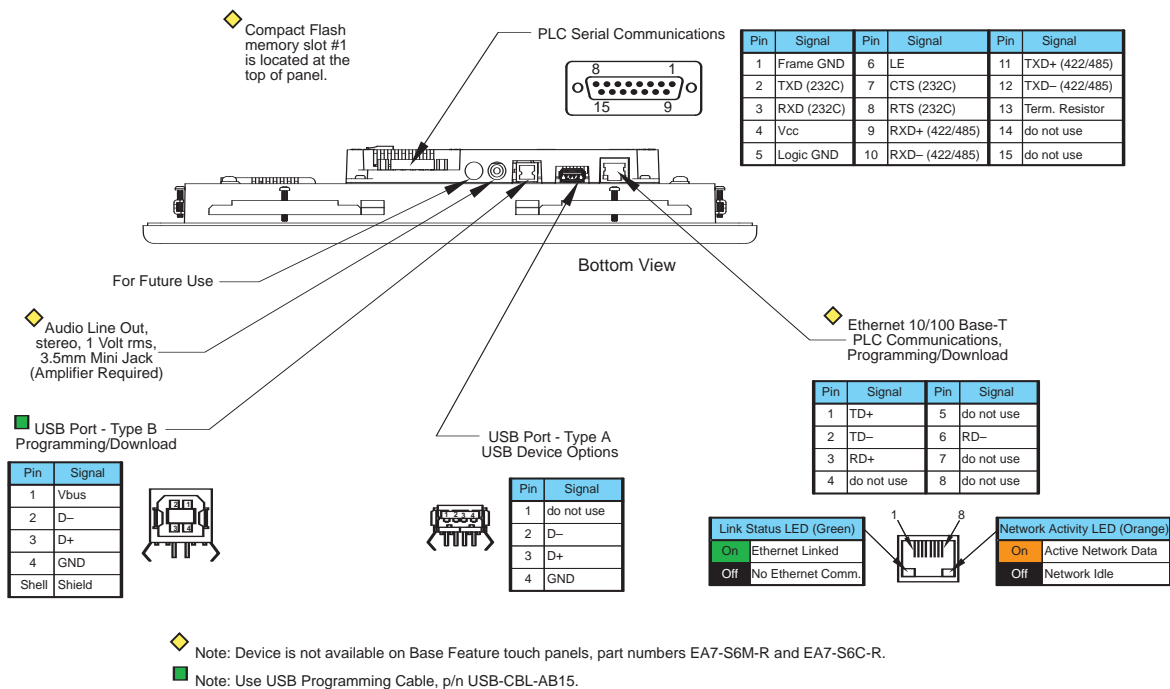 Compact Flash
memory slot #1
is located at the
top of panel.
PLC Serial Communications
8 1
15 9
Pin Signal Pin Signal Pin Signal
1 Frame GND 6 LE 11 TXD+ (422/485)
2 TXD (232C) 7 CTS (232C) 12 TXD– (422/485)
3 RXD (232C) 8 RTS (232C) 13 Term. Resistor
4 Vcc 9 RXD+ (422/485) 14 do not use
5 Logic GND 10 RXD– (422/485) 15 do not use
Bottom View
For Future Use
Audio Line Out,
stereo, 1 Volt rms,
3.5mm Mini Jack
(Amplifier Required)
Ethernet 10/100 Base-T
PLC Communications,
Programming/Download
Pin Signal Pin Signal
1 TD+ 5 do not use
2 TD– 6 RD–
3 RD+ 7 do not use
4 do not use 8 do not use
USB Port - Type B
Programming/Download
Pin Signal
1 Vbus
2 D–
3 D+
4 GND
Shell Shield
2 1
3 4
USB Port - Type A
USB Device Options
1 2 3 4
Pin Signal
1 do not use
2 D–
3 D+
4 GND
Link Status LED (Green)
On Ethernet Linked
Off No Ethernet Comm.
1 8
Network Activity LED (Orange)
On Active Network Data
Off Network Idle
Note: Device is not available on Base Feature touch panels, part numbers EA7-S6M-R and EA7-S6C-R.
Note: Use USB Programming Cable, p/n USB-CBL-AB15.